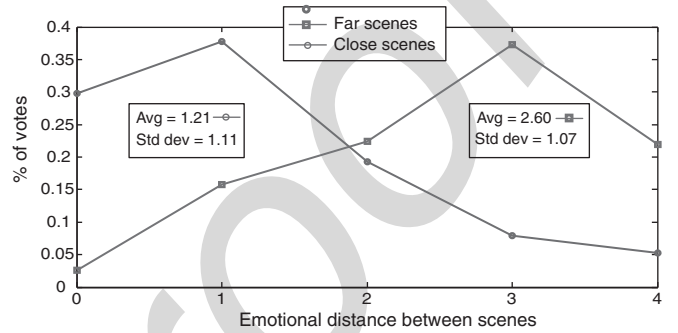 Far scenes
Close scenes
% of votes
0.4
0.35
0.3
0.25
0.2
0.15
0.1
0.05
0
Avg = 1.21
Std dev = 1.11
Avg = 2.60
Std dev = 1.07
0 1 2 3 4
Emotional distance between scenes